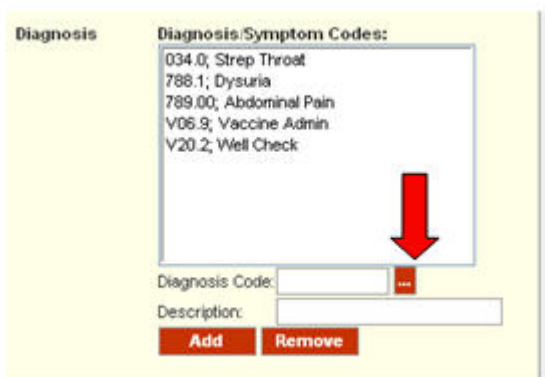 Diagnosis Diagnosis/Symptom Codes:
034.0; Strep Throat
788.1; Dysuria
789.00; Abdominal Pain
V06.9; Vaccine Admin
V20.2; Well Check
Diagnosis Code: ...
Description:
Add Remove